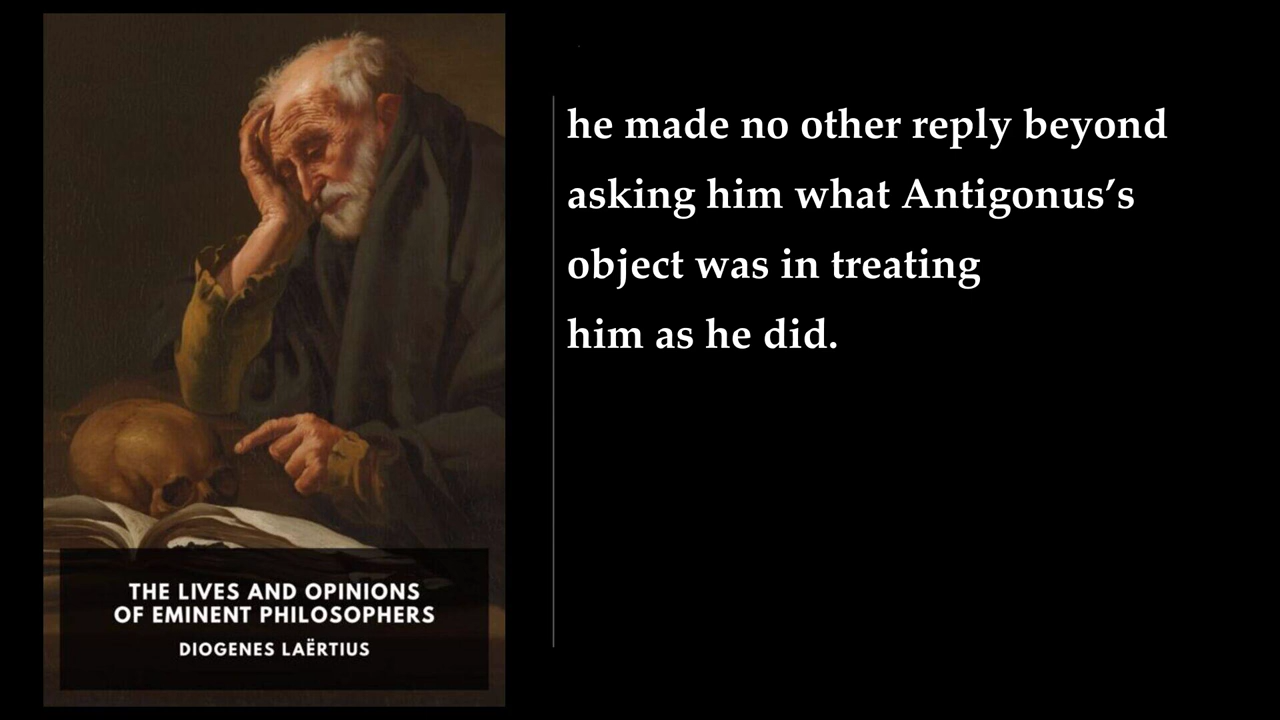 THE LIVES AND OPINIONS
OF EMINENT PHILOSOPHERS
DIOGENES LAËRTIUS
he made no other reply beyond
asking him what Antigonus’s
object was in treating
him as he did.